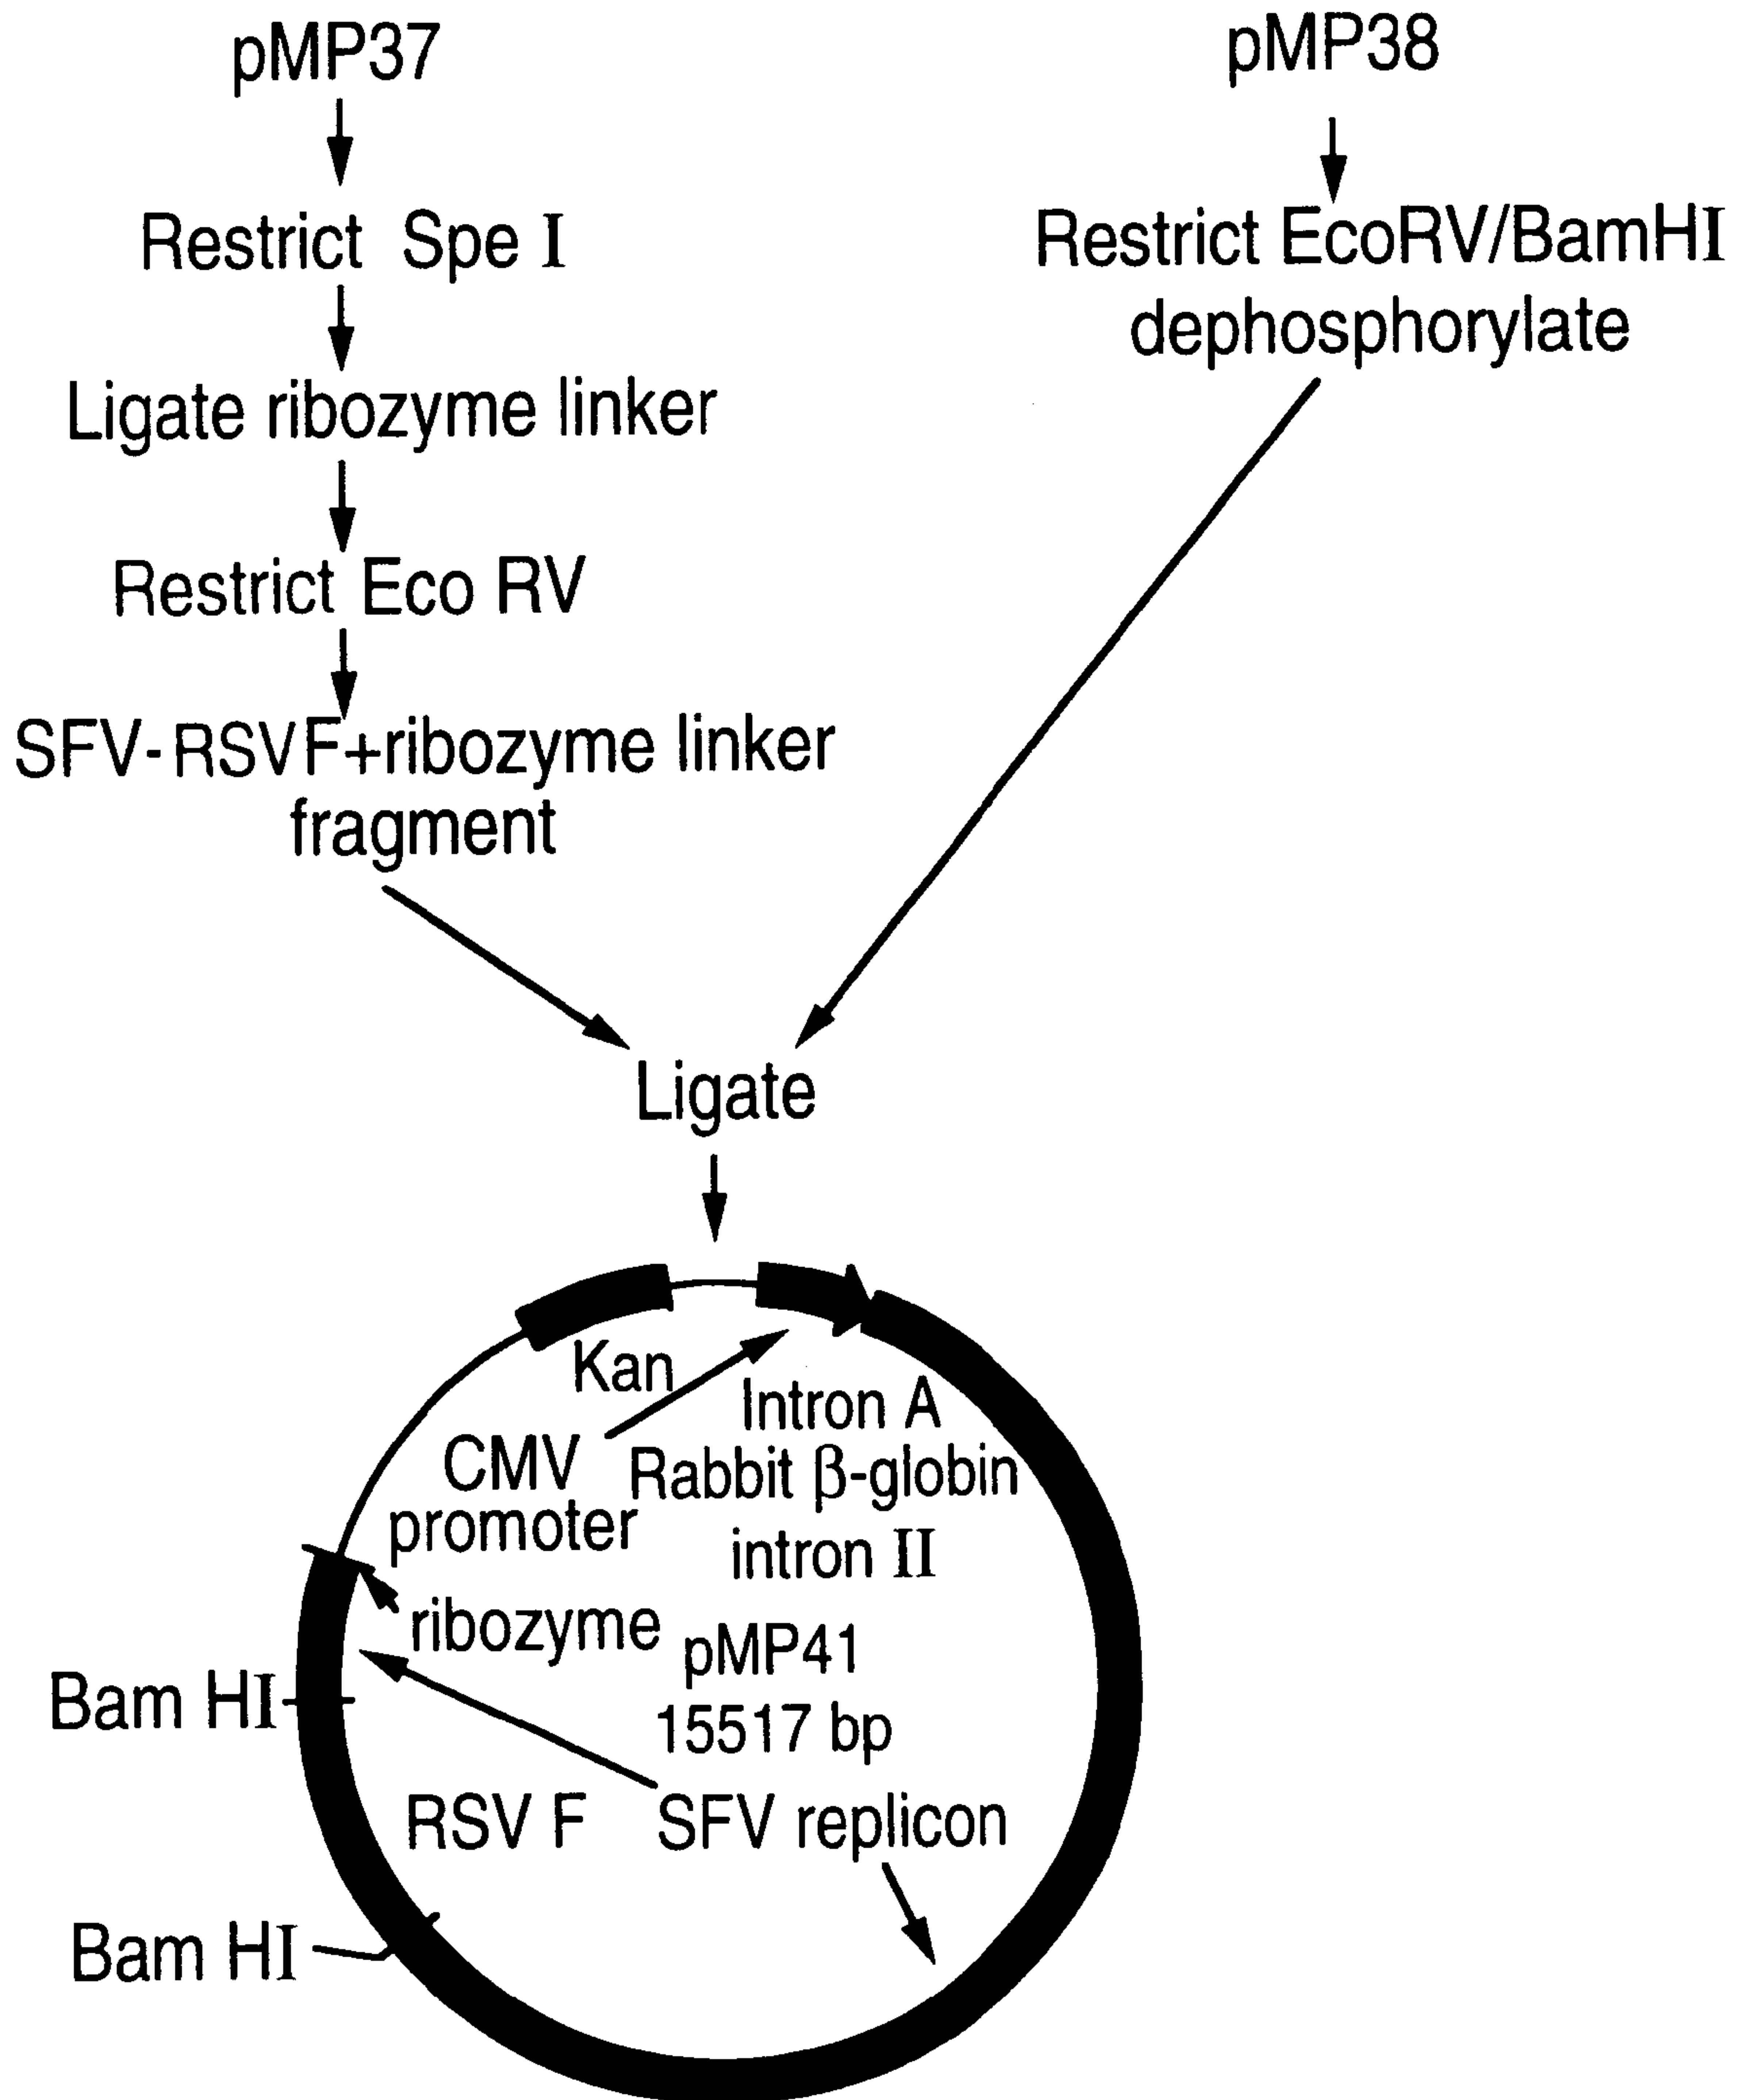 pMP37
Restrict Spe I
Ligate ribozyme linker
Restrict Eco RV
SFV-RSVF+ribozyme linker
fragment
pMP38
Restrict EcoRV/BamHI
dephosphorylate
Ligate
Kan
CMV
promoter
Intron A
Rabbit β-globin
intron II
ribozyme
pMP41
15517 bp
Bam HI
RSV F
SFV replicon
Bam HI